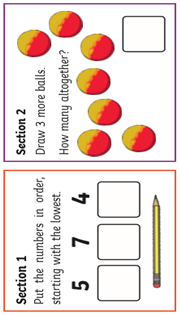 Section 1
Put the numbers in order,
starting with the lowest.
5 7 4
Section 2
Draw 3 more balls.
How many altogether?